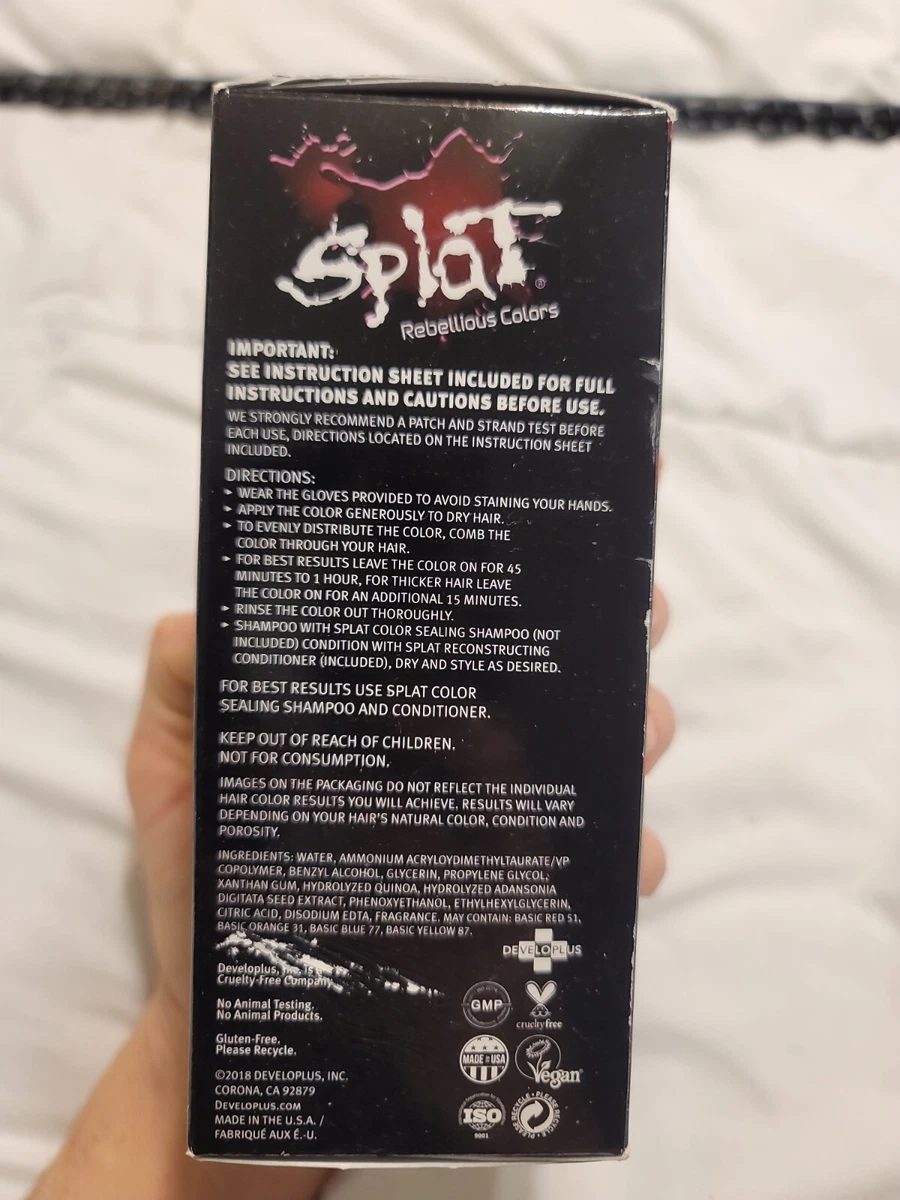 Splat®
Rebellious Colors
IMPORTANT:
SEE INSTRUCTION SHEET INCLUDED FOR FULL
INSTRUCTIONS AND CAUTIONS BEFORE USE.
WE STRONGLY RECOMMEND A PATCH AND STRAND TEST BEFORE
EACH USE, DIRECTIONS LOCATED ON THE INSTRUCTION SHEET
INCLUDED.
DIRECTIONS:
➤ WEAR THE GLOVES PROVIDED TO AVOID STAINING YOUR HANDS.
➤ APPLY THE COLOR GENEROUSLY TO DRY HAIR.
➤ TO EVENLY DISTRIBUTE THE COLOR, COMB THE
COLOR THROUGH YOUR HAIR.
➤ FOR BEST RESULTS LEAVE THE COLOR ON FOR 45
MINUTES TO 1 HOUR, FOR THICKER HAIR LEAVE
THE COLOR ON FOR AN ADDITIONAL 15 MINUTES.
➤ RINSE THE COLOR OUT THOROUGHLY.
➤ SHAMPOO WITH SPLAT COLOR SEALING SHAMPOO (NOT
INCLUDED) CONDITION WITH SPLAT RECONSTRUCTING
CONDITIONER (INCLUDED), DRY AND STYLE AS DESIRED.
FOR BEST RESULTS USE SPLAT COLOR
SEALING SHAMPOO AND CONDITIONER.
KEEP OUT OF REACH OF CHILDREN.
NOT FOR CONSUMPTION.
IMAGES ON THE PACKAGING DO NOT REFLECT THE INDIVIDUAL
HAIR COLOR RESULTS YOU WILL ACHIEVE. RESULTS WILL VARY
DEPENDING ON YOUR HAIR'S NATURAL COLOR, CONDITION AND
POROSITY.
INGREDIENTS: WATER, AMMONIUM ACRYLOYDIMETHYLTAURATE/VP
COPOLYMER, BENZYL ALCOHOL, GLYCERIN, PROPYLENE GLYCOL,
XANTHAN GUM, HYDROLYZED QUINOA, HYDROLYZED ADANSONIA
DIGITATA SEED EXTRACT, PHENOXYETHANOL, ETHYLHEXYLGLYCERIN,
CITRIC ACID, DISODIUM EDTA, FRAGRANCE. MAY CONTAIN: BASIC RED 51,
BASIC ORANGE 31, BASIC BLUE 77, BASIC YELLOW 87.
DEVELOPLUS
Developlus, Inc. is a
Cruelty-Free Company
No Animal Testing.
No Animal Products.
GMP
crueltyfree
Gluten-Free.
Please Recycle.
MADE IN USA
Vegan
©2018 DEVELOPLUS, INC.
CORONA, CA 92879
DEVELOPLUS.COM
MADE IN THE U.S.A. /
FABRIQUÉ AUX É.-U.
ISO
9001
PLEASE RECYCLE • PLEASE RECYCLE •